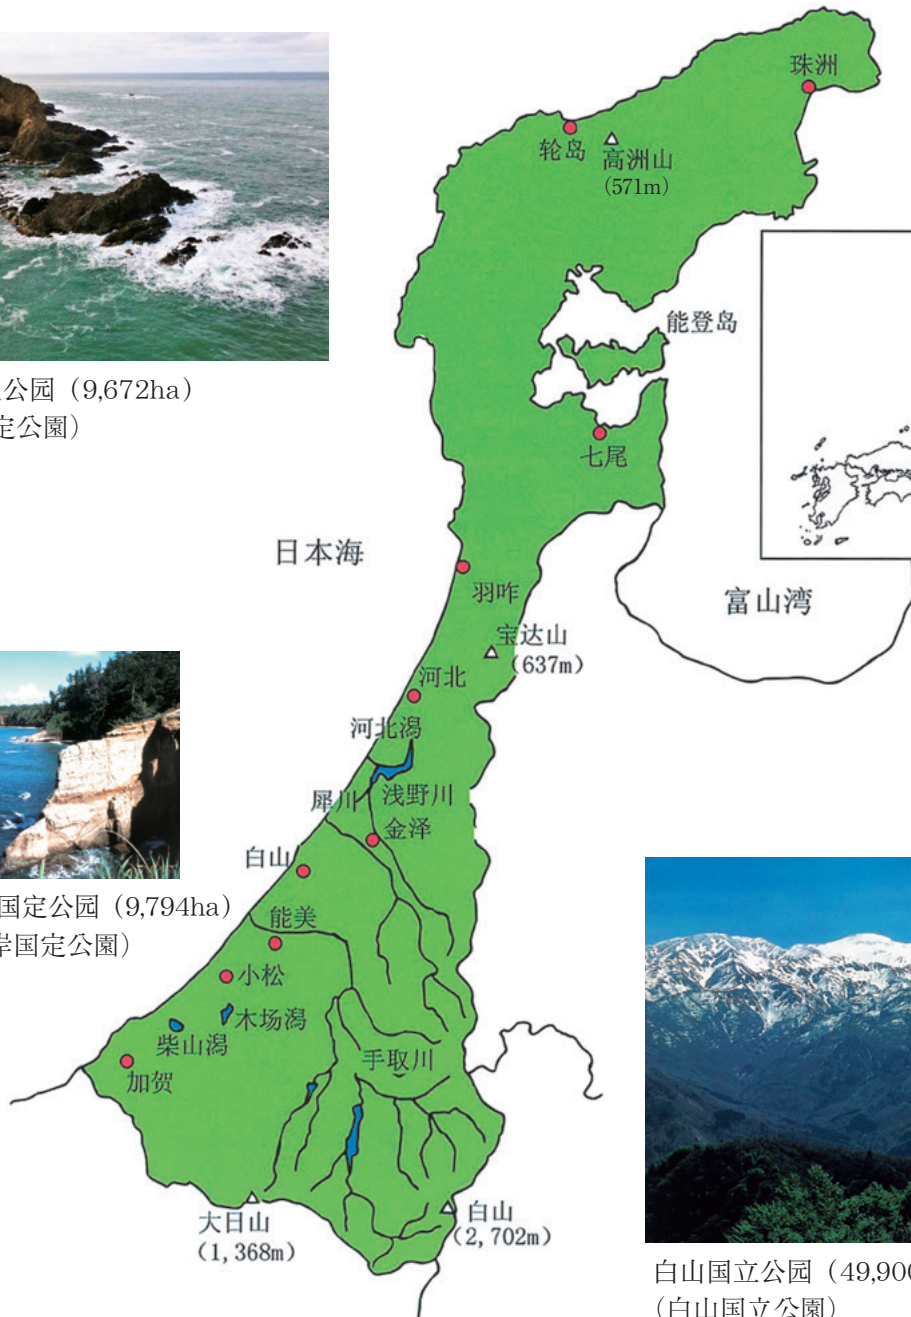 珠洲
轮岛
高洲山
(571m)
能登岛
公园（9,672ha）
定公園）
七尾
日本海
羽咋
富山湾
宝达山
(637m)
河北
河北潟
犀川
浅野川
金泽
白山
国定公园（9,794ha）
岸国定公園）
能美
小松
木场潟
柴山潟
手取川
加贺
大日山
(1,368m)
白山
(2,702m)
白山国立公园（49,900
（白山国立公園）